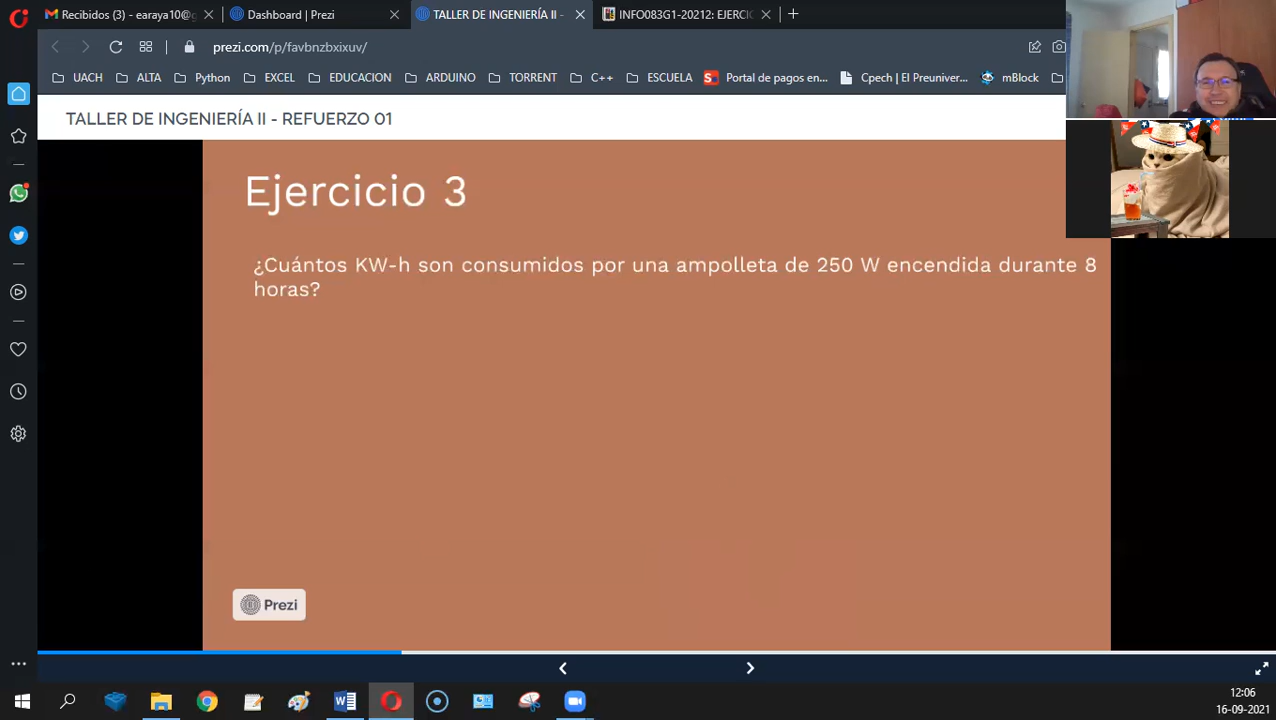 Recibidos (3) - earaya10@g
Dashboard | Prezi
TALLER DE INGENIERÍA II -
INFO083G1-20212: EJERCIC
prezi.com/p/favbnzbxixuv/
UACH
ALTA
Python
EXCEL
EDUCACION
ARDUINO
TORRENT
C++
ESCUELA
Portal de pagos en...
Cpech | El Preuniver...
mBlock
TALLER DE INGENIERÍA II - REFUERZO 01
Ejercicio 3
¿Cuántos KW-h son consumidos por una ampolleta de 250 W encendida durante 8
horas?
Prezi
12:06
16-09-2021